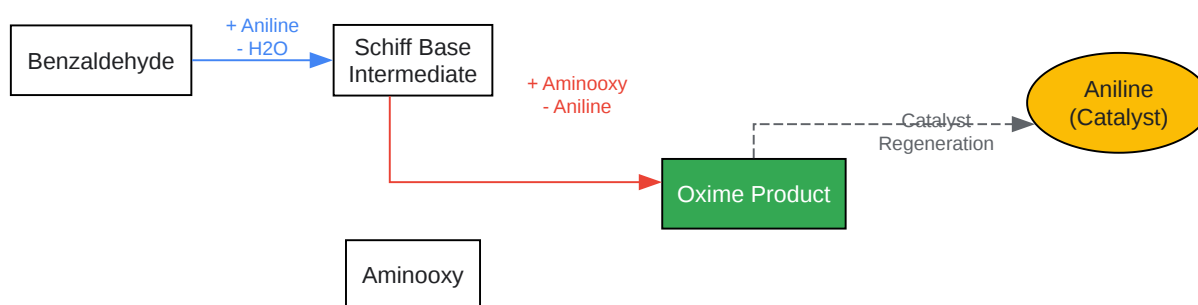 Benzaldehyde
+ Aniline
- H2O
Schiff Base
Intermediate
+ Aminooxy
- Aniline
Oxime Product
Catalyst
Regeneration
Aniline
(Catalyst)
Aminooxy